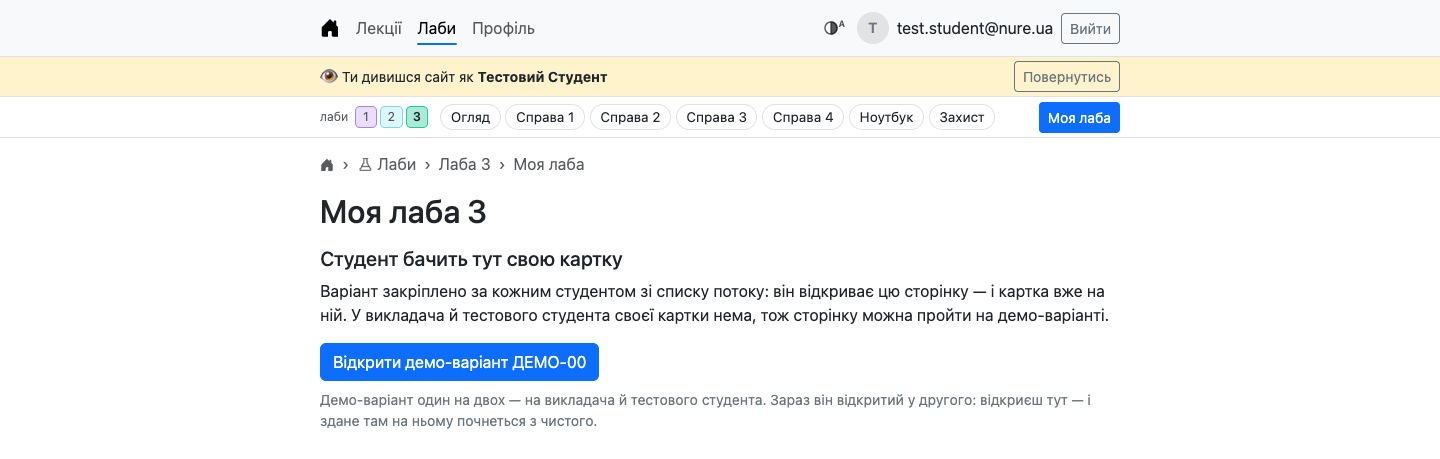 Лекції Лаби Профіль A T test.student@nure.ua Вийти
Ти дивишся сайт як Тестовий Студент Повернутись
лаби 1 2 3 Огляд Справа 1 Справа 2 Справа 3 Справа 4 Ноутбук Захист Моя лаба
› Лаби › Лаба 3 › Моя лаба
Моя лаба 3
Студент бачить тут свою картку
Варіант закріплено за кожним студентом зі списку потоку: він відкриває цю сторінку — і картка вже на
ній. У викладача й тестового студента своєї картки нема, тож сторінку можна пройти на демо-варіанті.
Відкрити демо-варіант ДЕМО-00
Демо-варіант один на двох — на викладача й тестового студента. Зараз він відкритий у другого: відкриєш тут — і
здане там на ньому почнеться з чистого.